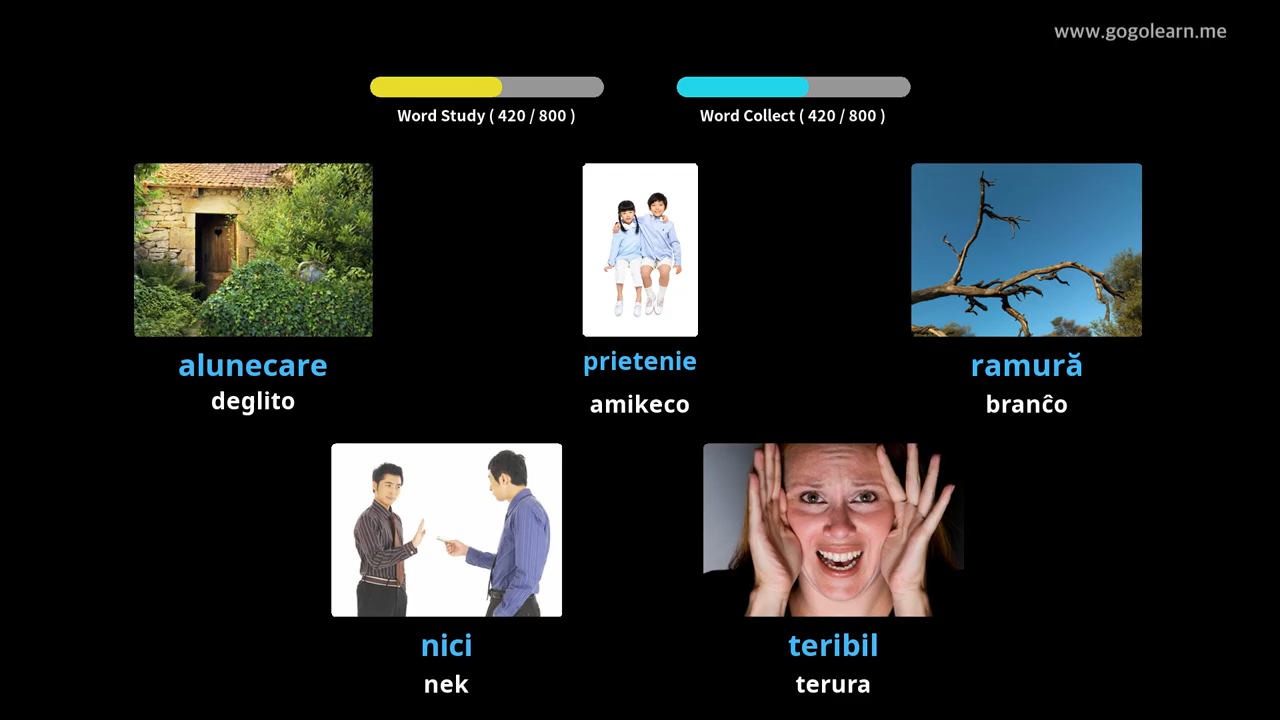 www.gogolearn.me
Word Study ( 420 / 800 )
Word Collect ( 420 / 800 )
alunecare
deglito
prietenie
amikeco
ramură
branĉo
nici
nek
teribil
terura